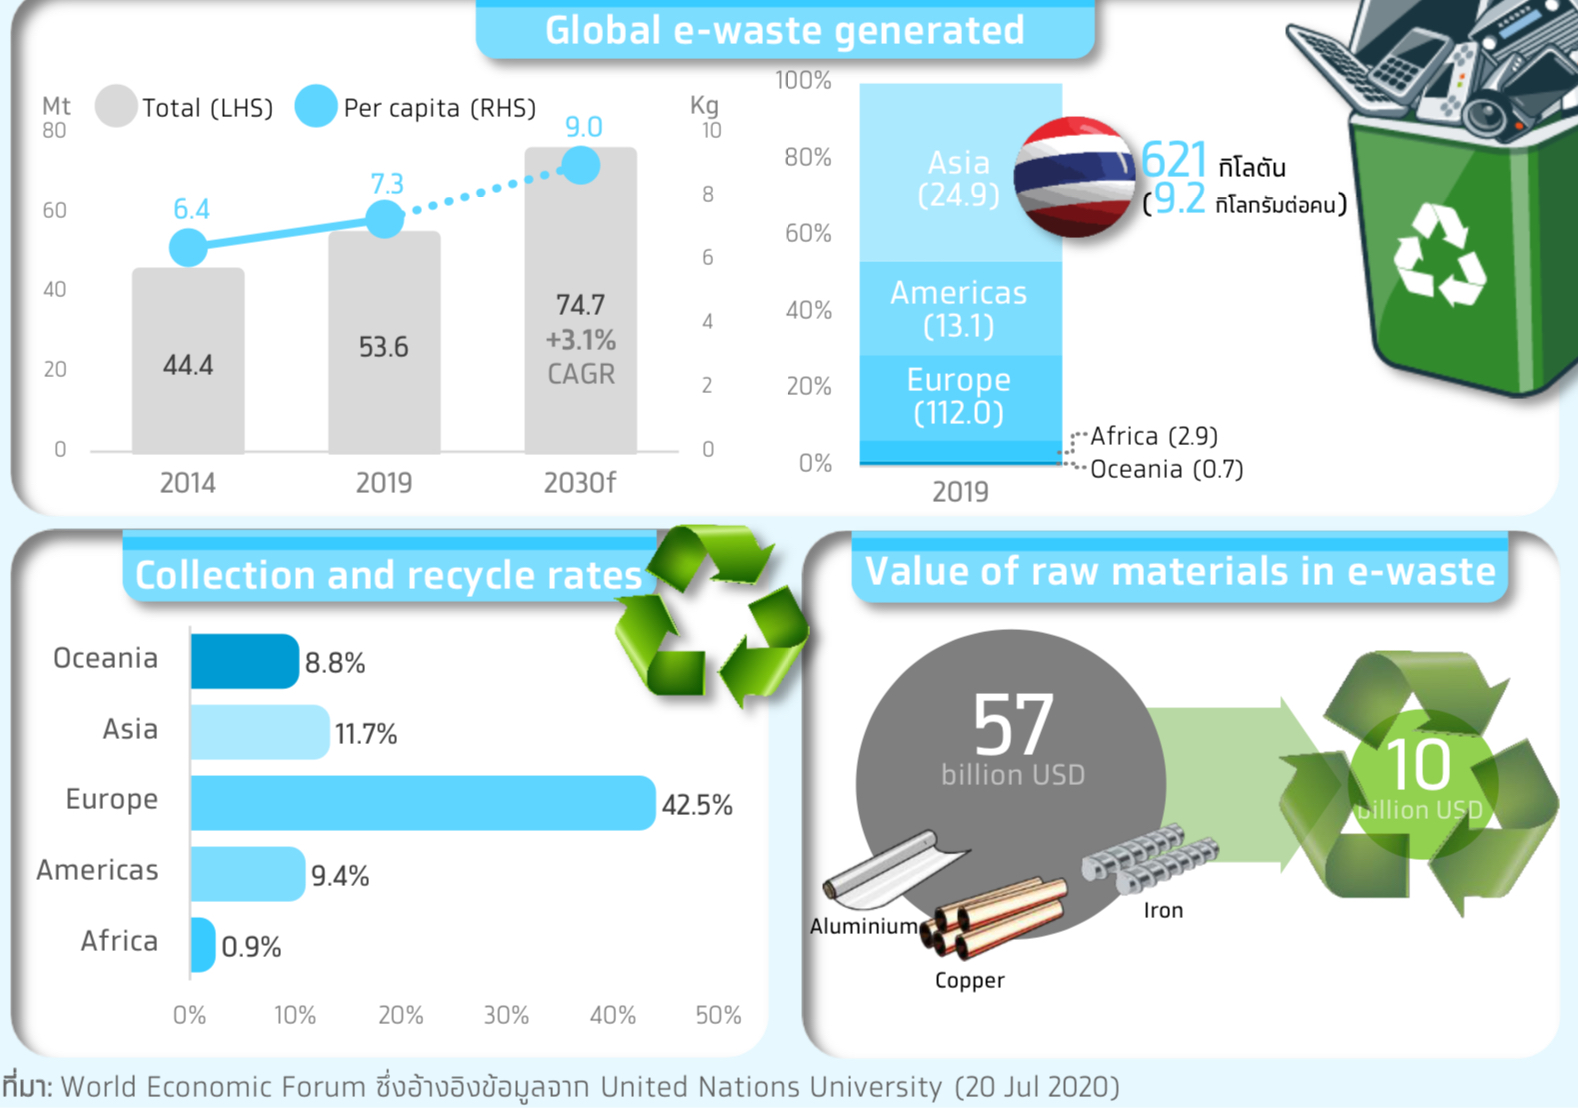 Global e-waste generated
Mt
Total (LHS)
Per capita (RHS)
Kg
80
60
40
20
0
10
8
6
4
2
0
6.4
7.3
9.0
44.4
53.6
74.7
+3.1%
CAGR
2014
2019
2030f
100%
80%
60%
40%
20%
0%
Asia
(24.9)
Americas
(13.1)
Europe
(112.0)
Africa (2.9)
Oceania (0.7)
2019
621 กิโลตัน
(9.2 กิโลกรัมต่อคน)
Collection and recycle rates
Oceania 8.8%
Asia 11.7%
Europe 42.5%
Americas 9.4%
Africa 0.9%
0% 10% 20% 30% 40% 50%
Value of raw materials in e-waste
57
billion USD
10
billion USD
Aluminium
Copper
Iron
ที่มา: World Economic Forum ซึ่งอ้างอิงข้อมูลจาก United Nations University (20 Jul 2020)